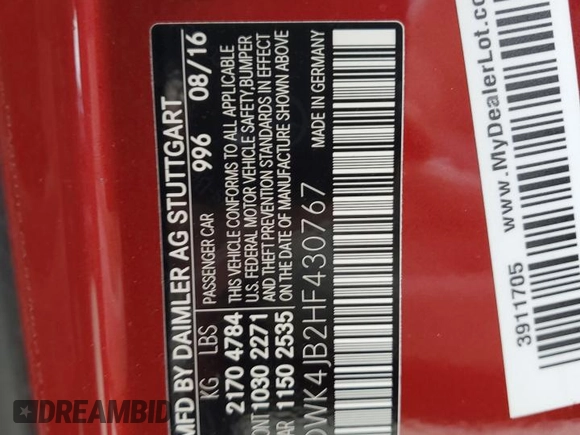 MFD BY DAIMLER AG STUTTGART
KG LBS PASSENGER CAR 996 08/16
2170 4784 THIS VEHICLE CONFORMS TO ALL APPLICABLE
U.S. FEDERAL MOTOR VEHICLE SAFETY,BUMPER
1030 2271 AND THEFT PREVENTION STANDARDS IN EFFECT
1150 2535 ON THE DATE OF MANUFACTURE SHOWN ABOVE
WK4JB2HF430767 MADE IN GERMANY
3911705
www.MyDealerLot.com
DREAMBID